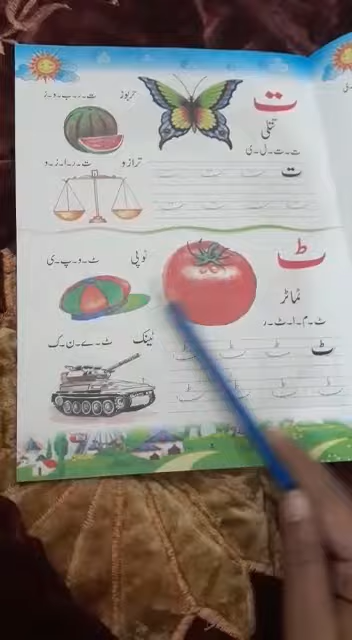 ت
تتلی
ت-ت-ل-ی
تربوز ت-ر-ب-و-ز
ترازو ت-ر-ا-ز-و
ت ت ت ت
ت ت ت ت
ٹ
ٹماٹر
ٹ-م-ا-ٹ-ر
ٹوپی ٹ-و-پ-ی
ٹینک ٹ-ے-ن-ک
ٹ ٹ ٹ ٹ
ٹ ٹ ٹ ٹ